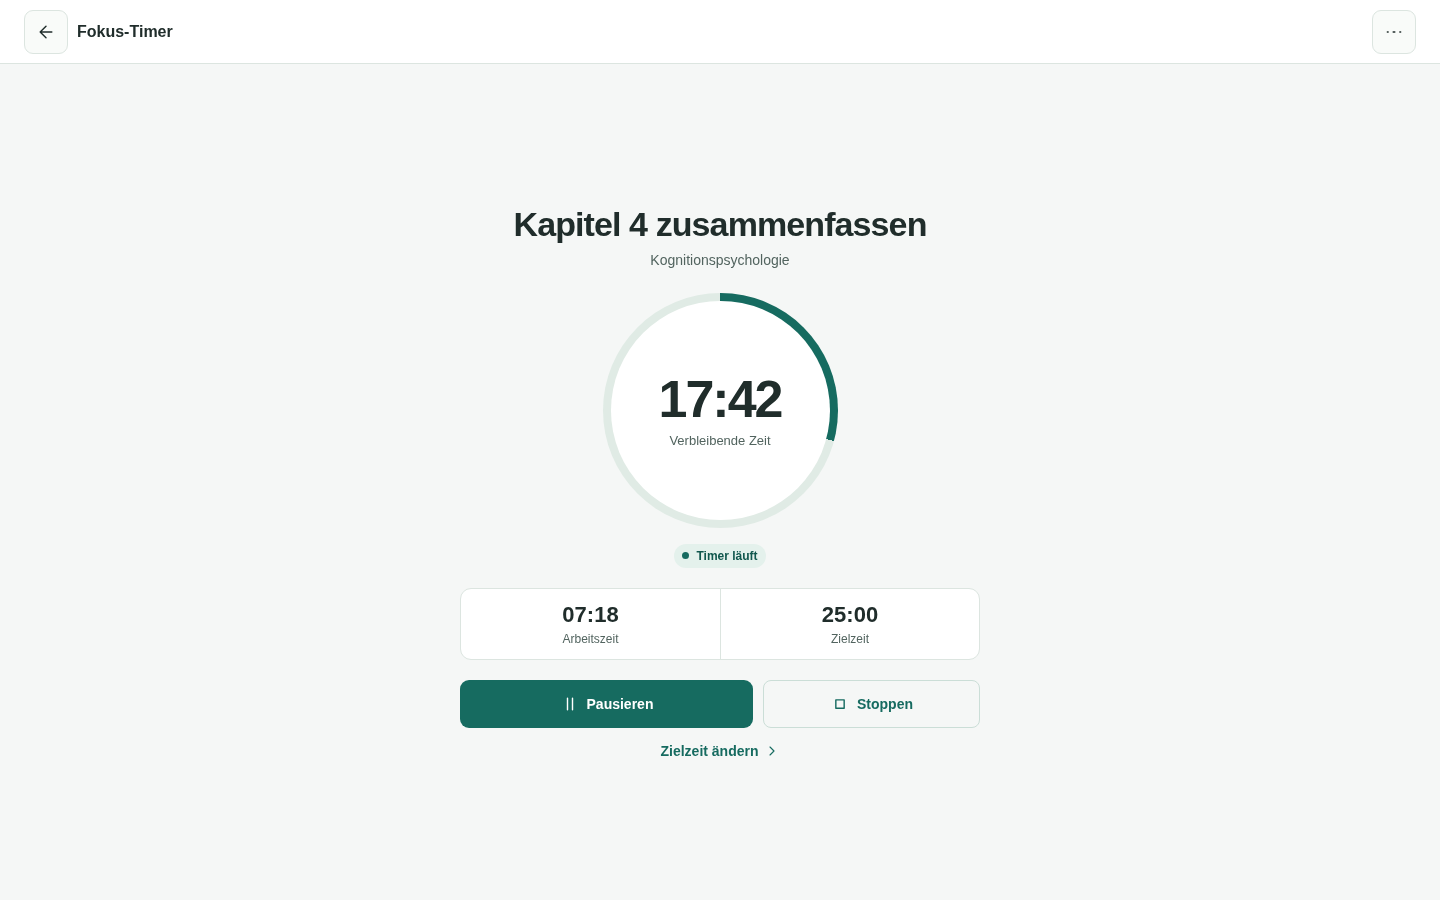 Fokus-Timer
Kapitel 4 zusammenfassen
Kognitionspsychologie
17:42
Verbleibende Zeit
Timer läuft
07:18
Arbeitszeit
25:00
Zielzeit
Pausieren
Stoppen
Zielzeit ändern